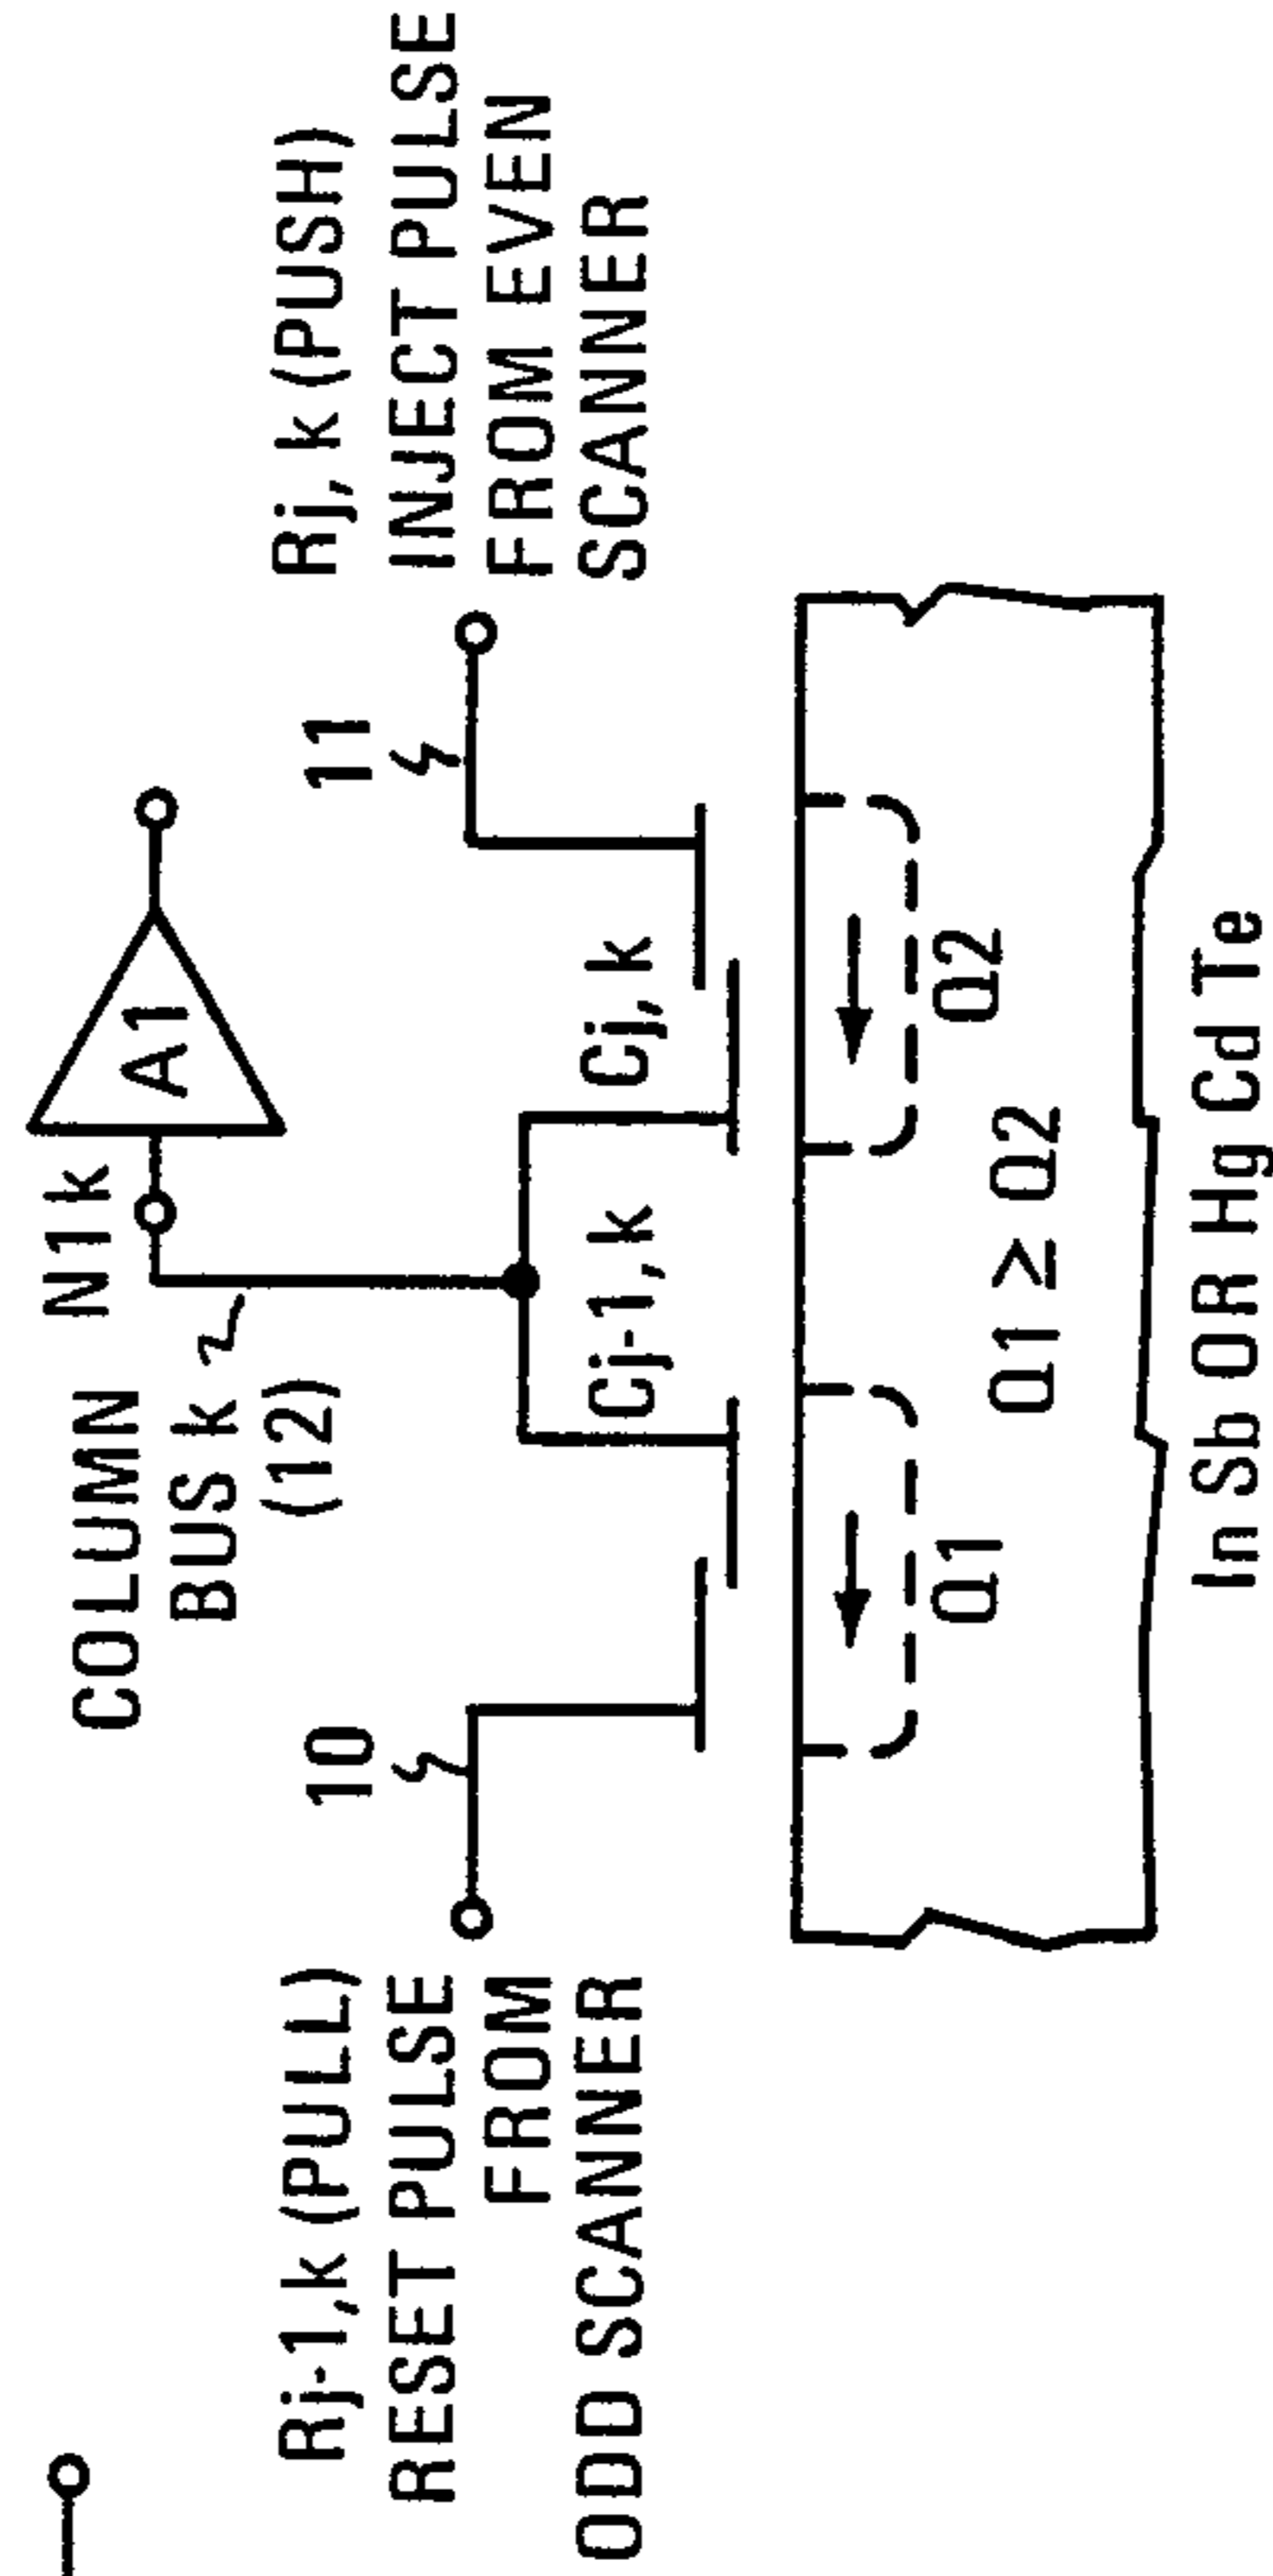 COLUMN
BUS k
(12)
N1k
A1
Rj-1,k (PULL)
RESET PULSE
FROM
ODD SCANNER
10
11
Rj, k (PUSH)
INJECT PULSE
FROM EVEN
SCANNER
Cj-1, k
Cj, k
Q1
Q2
Q1 ≥ Q2
In Sb OR Hg Cd Te